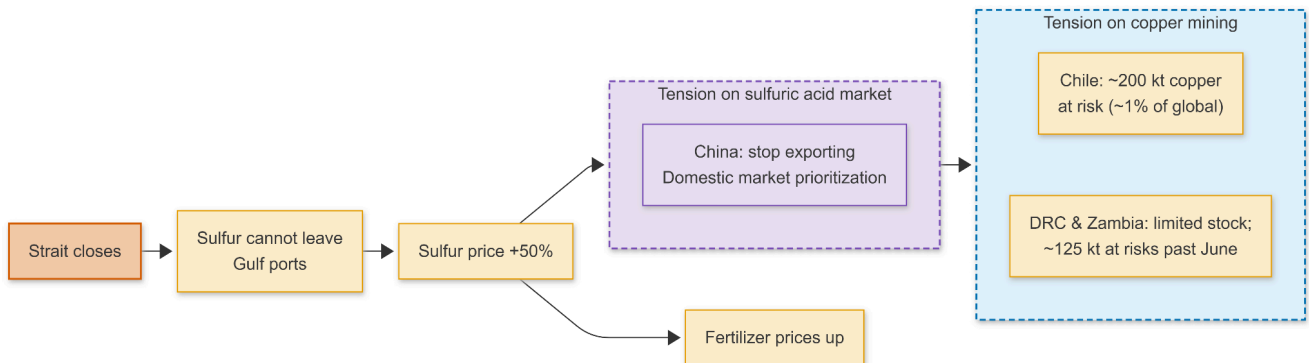 Strait closes
Sulfur cannot leave
Gulf ports
Sulfur price +50%
Tension on sulfuric acid market
China: stop exporting
Domestic market prioritization
Fertilizer prices up
Tension on copper mining
Chile: ~200 kt copper
at risk (~1% of global)
DRC & Zambia: limited stock;
~125 kt at risks past June